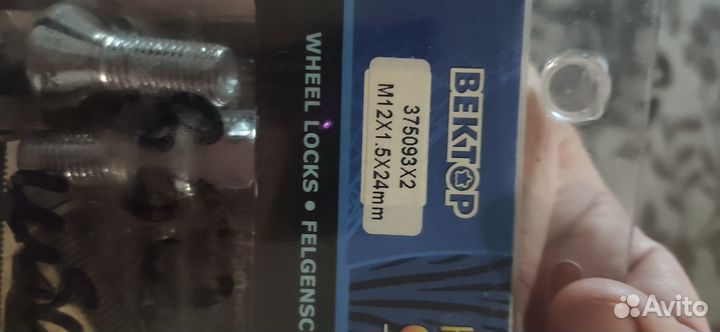 ВЕКТОР
375093X2
M12X1.5X24mm
WHEEL LOCKS • FELGENSC
Avito